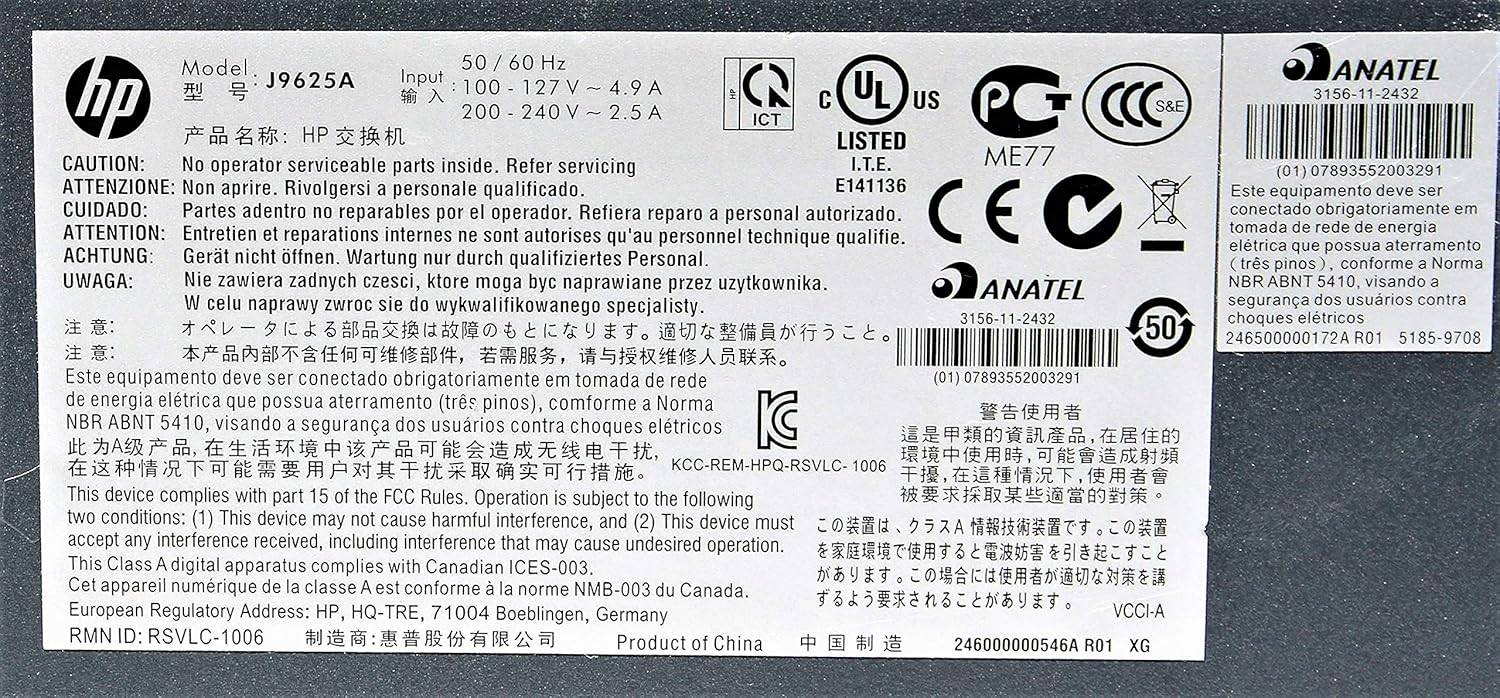 hp
Model : J9625A
型 号
Input : 50 / 60 Hz
输入 100 - 127 V ~ 4.9 A
200 - 240 V ~ 2.5 A
产品名称: HP 交换机
HP
ICT
C UL US
LISTED
I.T.E.
E141136
PG
ME77
CCC S&E
CE
ANATEL
3156-11-2432
(01) 07893552003291
50
CAUTION: No operator serviceable parts inside. Refer servicing
ATTENZIONE: Non aprire. Rivolgersi a personale qualificado.
CUIDADO: Partes adentro no reparables por el operador. Refiera reparo a personal autorizado.
ATTENTION: Entretien et reparations internes ne sont autorises qu'au personnel technique qualifie.
ACHTUNG: Gerät nicht öffnen. Wartung nur durch qualifiziertes Personal.
UWAGA: Nie zawiera zadnych czesci, ktore moga byc naprawiane przez uzytkownika.
W celu naprawy zwroc sie do wykwalifikowanego specjalisty.
注 意: オペレータによる部品交換は故障のもとになります。適切な整備員が行うこと。
注 意: 本产品内部不含任何可维修部件，若需服务，请与授权维修人员联系。
Este equipamento deve ser conectado obrigatoriamente em tomada de rede
de energia elétrica que possua aterramento (três pinos), comforme a Norma
NBR ABNT 5410, visando a segurança dos usuários contra choques elétricos
此为A级产品,在生活环境中该产品可能会造成无线电干扰,
在这种情况下可能需要用户对其干扰采取确实可行措施。
KCC-REM-HPQ-RSVLC- 1006
This device complies with part 15 of the FCC Rules. Operation is subject to the following
two conditions: (1) This device may not cause harmful interference, and (2) This device must
accept any interference received, including interference that may cause undesired operation.
This Class A digital apparatus complies with Canadian ICES-003.
Cet appareil numérique de la classe A est conforme à la norme NMB-003 du Canada.
European Regulatory Address: HP, HQ-TRE, 71004 Boeblingen, Germany
RMN ID: RSVLC-1006 制造商:惠普股份有限公司 Product of China 中国制造 246000000546A R01 XG
警告使用者
這是甲類的資訊產品,在居住的
環境中使用時,可能會造成射頻
干擾,在這種情況下,使用者會
被要求採取某些適當的對策。
この装置は、クラスA 情報技術装置です。この装置
を家庭環境で使用すると電波妨害を引き起こすこと
があります。この場合には使用者が適切な対策を講
ずるよう要求されることがあります。
VCCI-A
ANATEL
3156-11-2432
(01) 07893552003291
Este equipamento deve ser
conectado obrigatoriamente em
tomada de rede de energia
elétrica que possua aterramento
(três pinos), conforme a Norma
NBR ABNT 5410, visando a
segurança dos usuários contra
choques elétricos
246500000172A R01 5185-9708